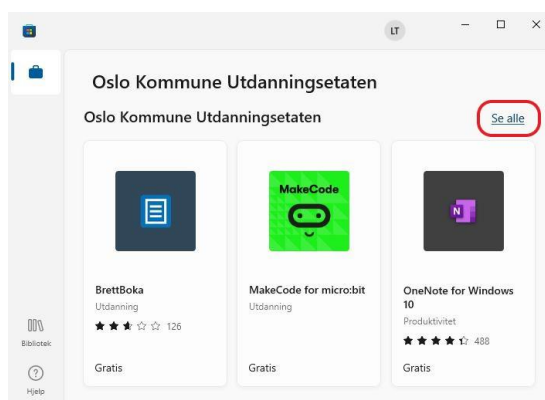 LT
Oslo Kommune Utdanningsetaten
Oslo Kommune Utdanningsetaten
Se alle
MakeCode
N
BrettBoka
Utdanning
126
Gratis
MakeCode for micro:bit
Utdanning
Gratis
OneNote for Windows
10
Produktivitet
488
Gratis
Bibliotek
?
Hjelp